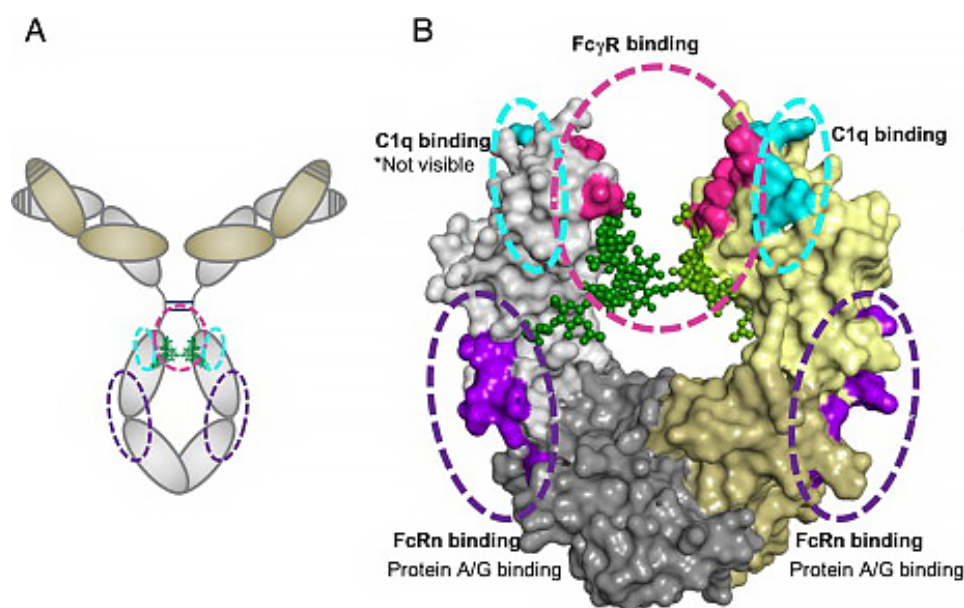 A
B
FcγR binding
C1q binding
*Not visible
C1q binding
FcRn binding
Protein A/G binding
FcRn binding
Protein A/G binding